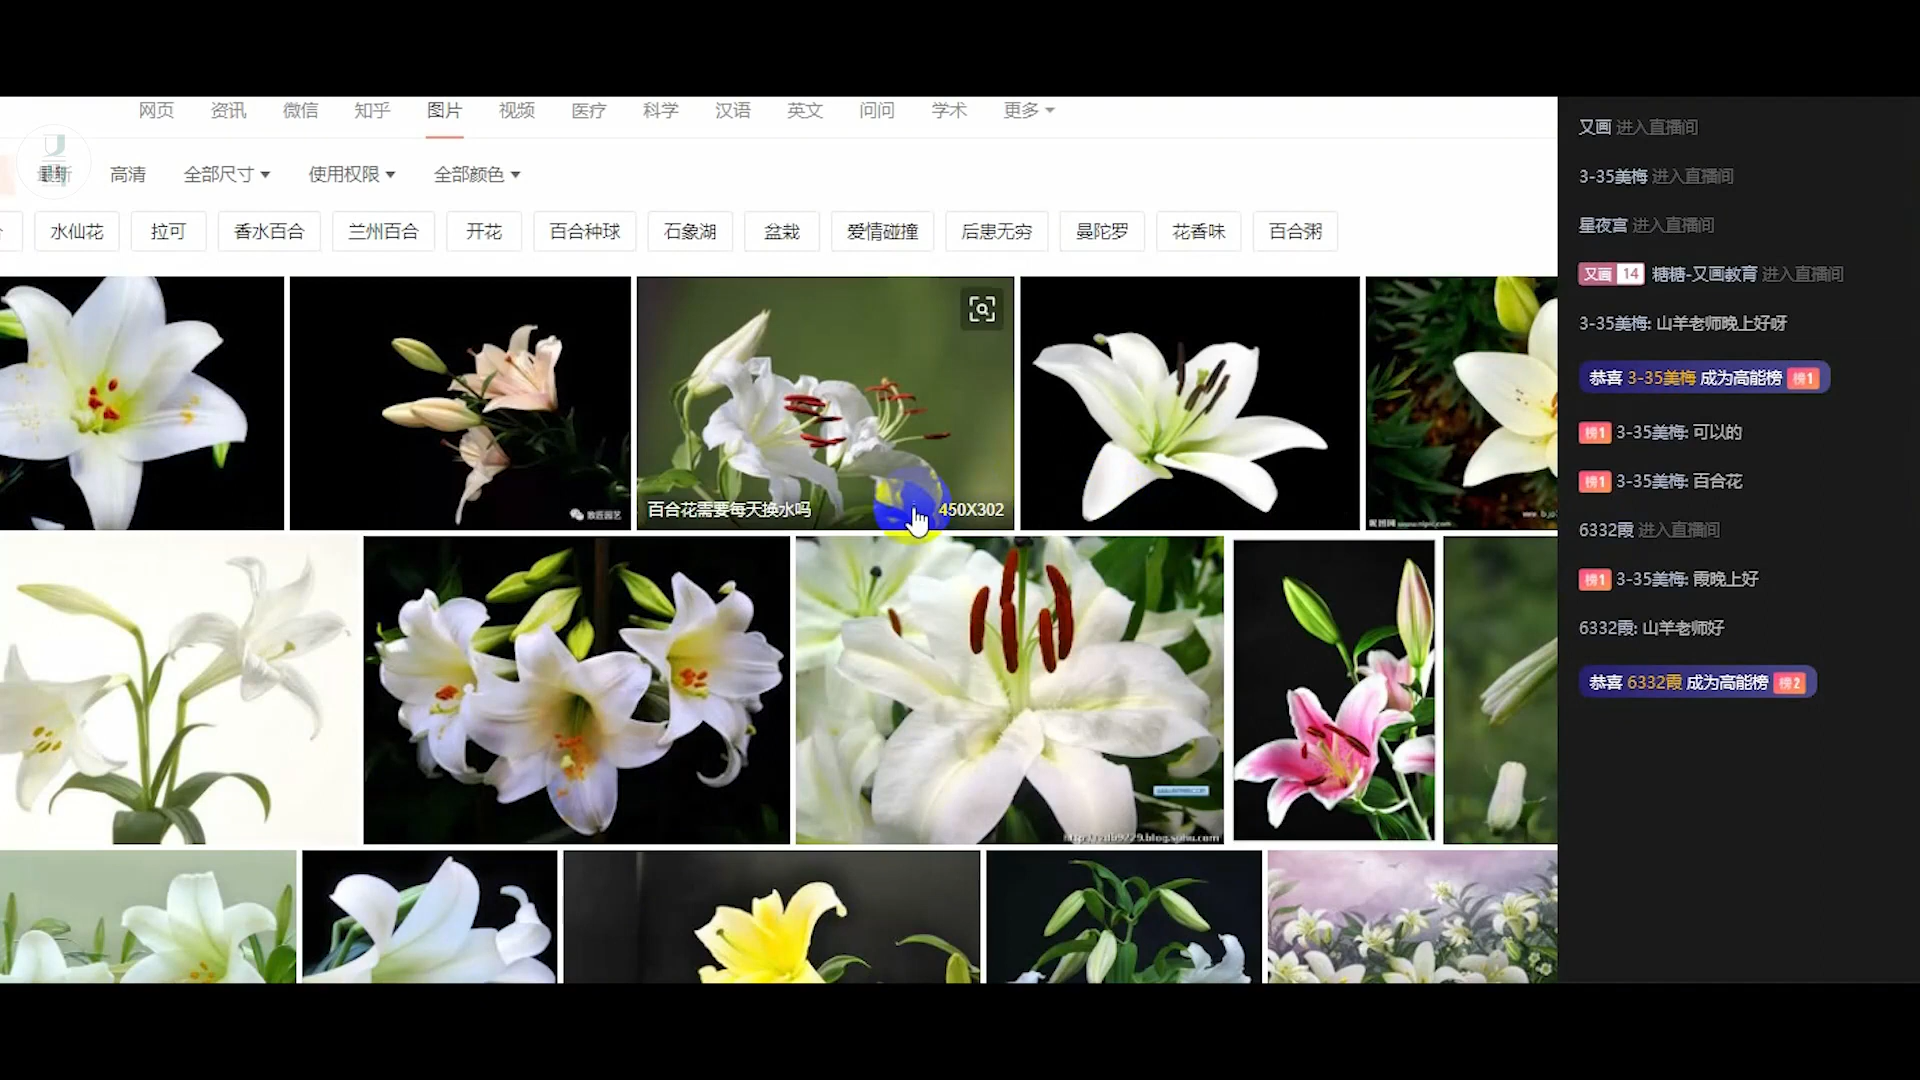 网页 资讯 微信 知乎 图片 视频 医疗 科学 汉语 英文 问问 学术 更多
最新 高清 全部尺寸 使用权限 全部颜色
水仙花 拉可 香水百合 兰州百合 开花 百合种球 石象湖 盆栽 爱情碰撞 后患无穷 曼陀罗 花香味 百合粥
百合花需要每天换水吗 450X302
http://yzdb9229.blog.sohu.com
又画 进入直播间
3-35美梅 进入直播间
星夜言 进入直播间
又画 14 糖糖-又画教育 进入直播间
3-35美梅: 山羊老师晚上好呀
恭喜 3-35美梅 成为高能榜 榜1
榜1 3-35美梅: 可以的
榜1 3-35美梅: 百合花
6332霞 进入直播间
榜1 3-35美梅: 霞晚上好
6332霞: 山羊老师好
恭喜 6332霞 成为高能榜 榜2